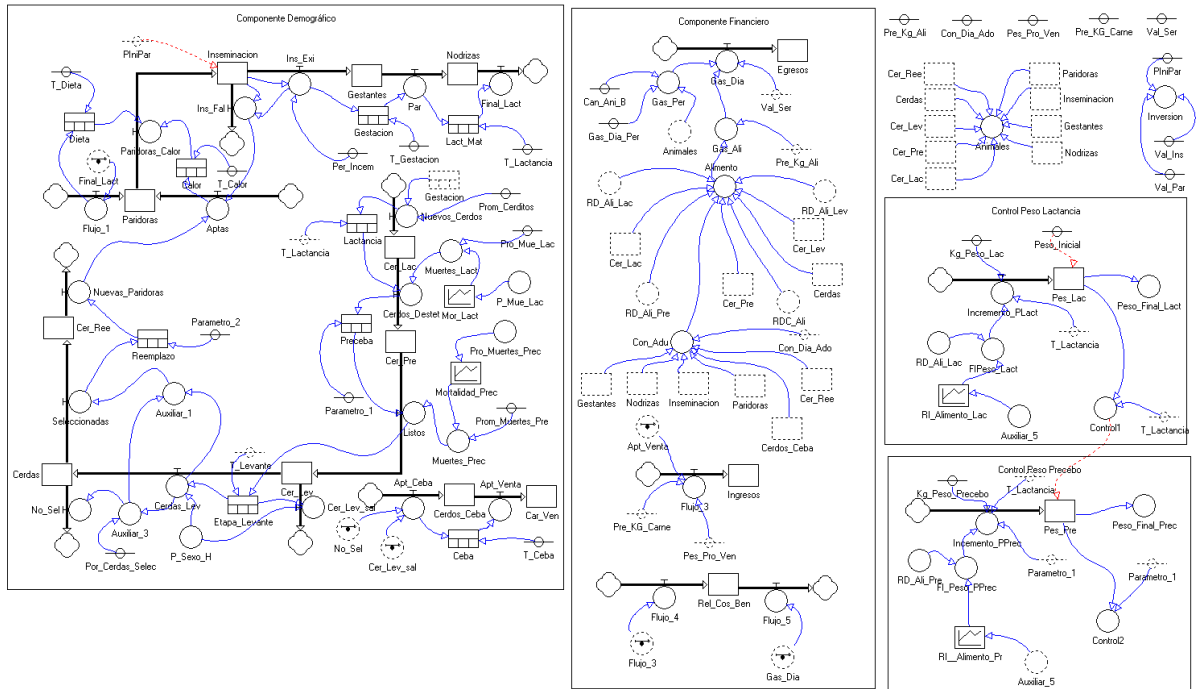 Componente Demográfico
PIniPar
Inseminacion
Ins_Exi
Nodrizas
T_Dieta
Gestantes
Par
Final_Lact
Ins_Fal
Dieta
Paridoras_Calor
Gestacion
Lact_Mat
Final_Lact
Calor
T_Calor
Per_Incem
T_Gestacion
T_Lactancia
Paridoras
Flujo_1
Aptas
Gestacion
Nuevos_Cerdos
Prom_Cerditos
Lactancia
T_Lactancia
Cer_Lac
Muertes_Lact
Pro_Mue_Lac
Nuevas_Paridoras
P_Mue_Lac
Mor_Lact
Cerdos_Destet
Cer_Ree
Parametro_2
Reemplazo
Preceba
Pro_Muertes_Prec
Cer_Pre
Mortalidad_Prec
Auxiliar_1
Seleccionadas
Parametro_1
Listos
Prom_Muertes_Pre
Muertes_Prec
T_Levante
Cerdas
Cer_Lev
Apt_Ceba
Apt_Venta
Cerdas_Lev
No_Sel
Etapa_Levante
Cer_Lev_sal
Cerdos_Ceba
Car_Ven
Auxiliar_3
P_Sexo_H
No_Sel
Ceba
T_Ceba
Por_Cerdas_Selec
Cer_Lev_sal
Componente Financiero
Egresos
Gas_Dia
Can_Ani_B
Gas_Per
Val_Ser
Gas_Dia_Per
Animales
Gas_Ali
Pre_Kg_Ali
Alimento
RD_Ali_Lac
RD_Ali_Lev
Cer_Lac
Cer_Lev
Cer_Pre
Cerdas
RD_Ali_Pre
RDC_Ali
Con_Adu
Con_Dia_Ado
Gestantes
Nodrizas
Inseminacion
Paridoras
Cer_Ree
Cerdos_Ceba
Apt_Venta
Ingresos
Flujo_3
Pre_KG_Carne
Pes_Pro_Ven
Rel_Cos_Ben
Flujo_4
Flujo_5
Flujo_3
Gas_Dia
Pre_Kg_Ali
Con_Dia_Ado
Pes_Pro_Ven
Pre_KG_Carne
Val_Ser
Cer_Ree
Paridoras
Cerdas
Inseminacion
Cer_Lev
Animales
Gestantes
Cer_Pre
Nodrizas
Cer_Lac
PIniPar
Inversion
Val_Ins
Val_Par
Control Peso Lactancia
Kg_Peso_Lac
Peso_Inicial
Pes_Lac
Peso_Final_Lact
Incremento_PLact
T_Lactancia
RD_Ali_Lac
FlPeso_Lact
RI_Alimento_Lac
Auxiliar_5
Control1
T_Lactancia
Control Peso Precebo
Kg_Peso_Precebo
T_Lactancia
Pes_Pre
Peso_Final_Prec
Incemento_PPrec
RD_Ali_Pre
Fl_Peso_PPrec
Parametro_1
Parametro_1
RI__Alimento_Pr
Control2
Auxiliar_5